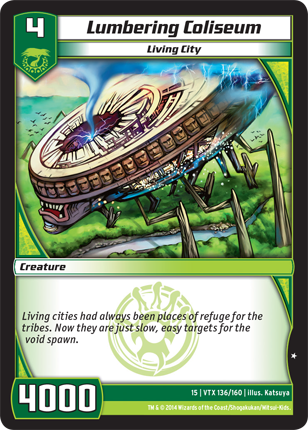 4
Lumbering Coliseum
Living City
Creature
Living cities had always been places of refuge for the
tribes. Now they are just slow, easy targets for the
void spawn.
4000
15 | VTX 136/160 | illus. Katsuya
TM & © 2014 Wizards of the Coast/Shogakukan/Mitsui-Kids.